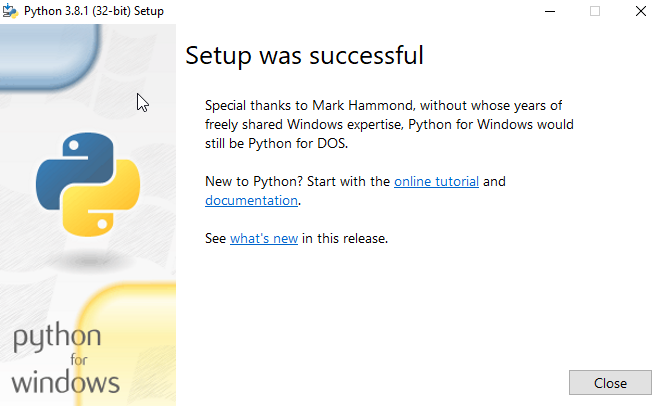 Python 3.8.1 (32-bit) Setup
Setup was successful
Special thanks to Mark Hammond, without whose years of
freely shared Windows expertise, Python for Windows would
still be Python for DOS.
New to Python? Start with the online tutorial and
documentation.
See what's new in this release.
python
for
windows
Close